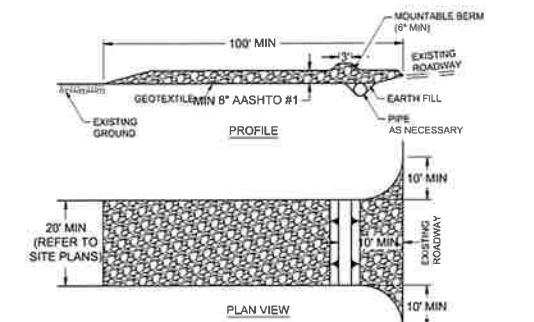 MOUNTABLE BERM
(6" MIN)
100' MIN
3'
EXISTING
ROADWAY
GEOTEXTILE
MIN 8" AASHTO #1
EARTH FILL
EXISTING
GROUND
PIPE
AS NECESSARY
PROFILE
10' MIN
20' MIN
(REFER TO
SITE PLANS)
10' MIN
EXISTING
ROADWAY
10' MIN
PLAN VIEW